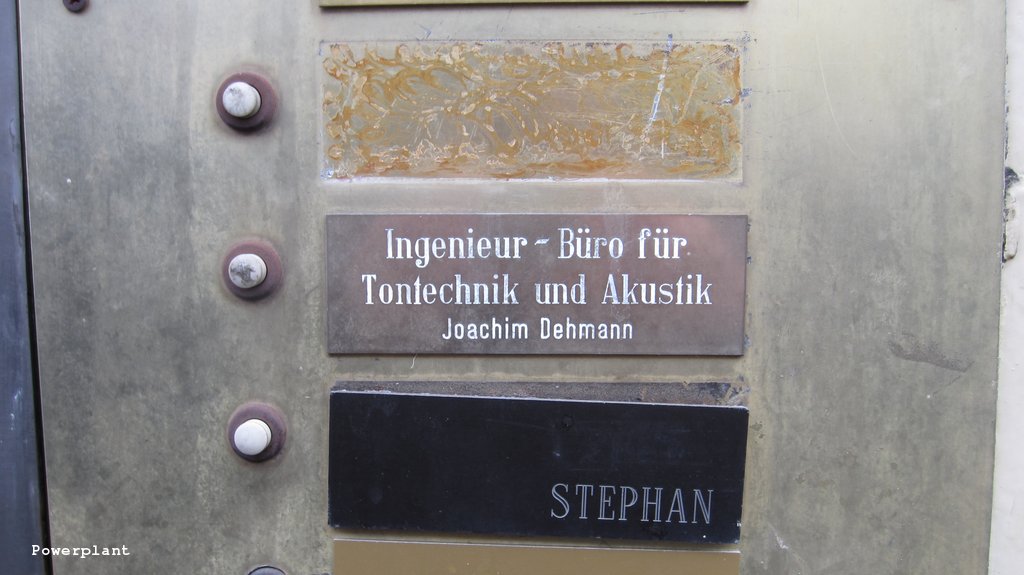 Ingenieur - Büro für
Tontechnik und Akustik
Joachim Dehmann
STEPHAN
Powerplant